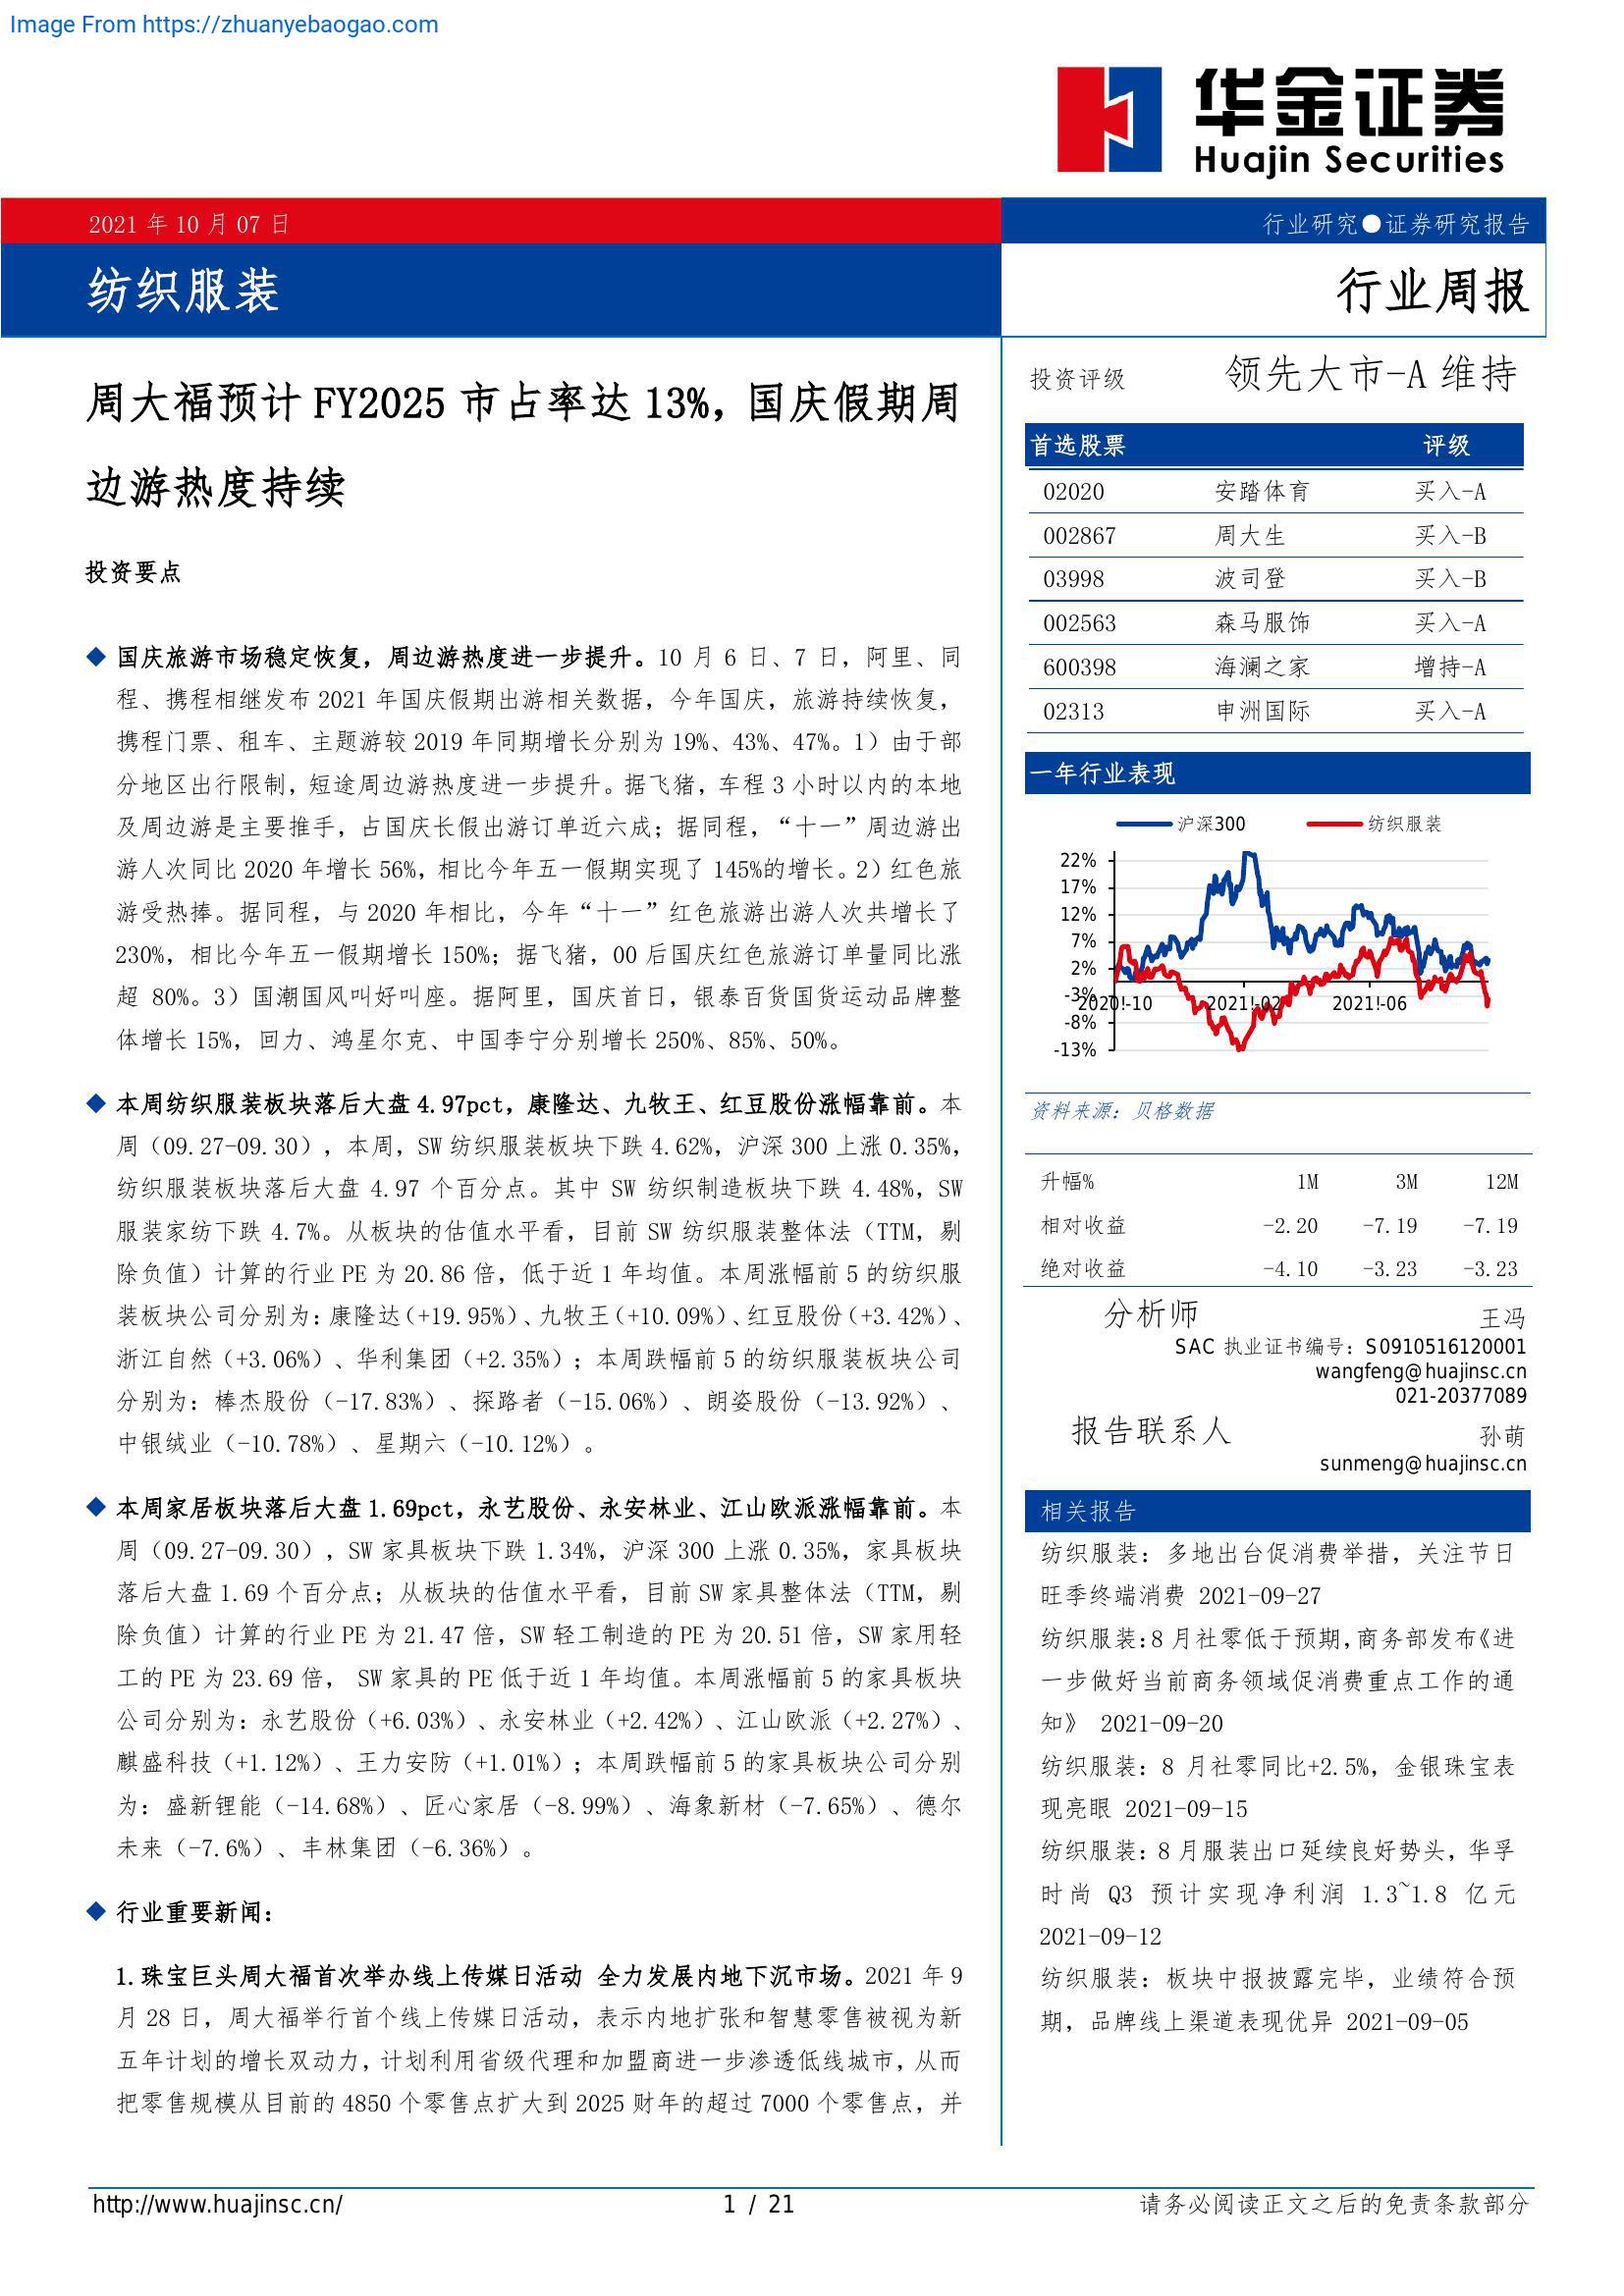 Image From https://zhuanyebaogao.com
华金证券
Huajin Securities
2021 年 10 月 07 日
行业研究●证券研究报告
纺织服装
行业周报
周大福预计 FY2025 市占率达 13%，国庆假期周
边游热度持续
投资要点
◆ 国庆旅游市场稳定恢复，周边游热度进一步提升。10 月 6 日、7 日，阿里、同
程、携程相继发布 2021 年国庆假期出游相关数据，今年国庆，旅游持续恢复，
携程门票、租车、主题游较 2019 年同期增长分别为 19%、43%、47%。1）由于部
分地区出行限制，短途周边游热度进一步提升。据飞猪，车程 3 小时以内的本地
及周边游是主要推手，占国庆长假出游订单近六成；据同程，“十一”周边游出
游人次同比 2020 年增长 56%，相比今年五一假期实现了 145%的增长。2）红色旅
游受热捧。据同程，与 2020 年相比，今年“十一”红色旅游出游人次共增长了
230%，相比今年五一假期增长 150%；据飞猪，00 后国庆红色旅游订单量同比涨
超 80%。3）国潮国风叫好叫座。据阿里，国庆首日，银泰百货国货运动品牌整
体增长 15%，回力、鸿星尔克、中国李宁分别增长 250%、85%、50%。
◆ 本周纺织服装板块落后大盘 4.97pct，康隆达、九牧王、红豆股份涨幅靠前。本
周（09.27-09.30），本周，SW 纺织服装板块下跌 4.62%，沪深 300 上涨 0.35%，
纺织服装板块落后大盘 4.97 个百分点。其中 SW 纺织制造板块下跌 4.48%，SW
服装家纺下跌 4.7%。从板块的估值水平看，目前 SW 纺织服装整体法（TTM，剔
除负值）计算的行业 PE 为 20.86 倍，低于近 1 年均值。本周涨幅前 5 的纺织服
装板块公司分别为：康隆达（+19.95%）、九牧王（+10.09%）、红豆股份（+3.42%）、
浙江自然（+3.06%）、华利集团（+2.35%）；本周跌幅前 5 的纺织服装板块公司
分别为：棒杰股份（-17.83%）、探路者（-15.06%）、朗姿股份（-13.92%）、
中银绒业（-10.78%）、星期六（-10.12%）。
◆ 本周家居板块落后大盘 1.69pct，永艺股份、永安林业、江山欧派涨幅靠前。本
周（09.27-09.30），SW 家具板块下跌 1.34%，沪深 300 上涨 0.35%，家具板块
落后大盘 1.69 个百分点；从板块的估值水平看，目前 SW 家具整体法（TTM，剔
除负值）计算的行业 PE 为 21.47 倍，SW 轻工制造的 PE 为 20.51 倍，SW 家用轻
工的 PE 为 23.69 倍， SW 家具的 PE 低于近 1 年均值。本周涨幅前 5 的家具板块
公司分别为：永艺股份（+6.03%）、永安林业（+2.42%）、江山欧派（+2.27%）、
麒盛科技（+1.12%）、王力安防（+1.01%）；本周跌幅前 5 的家具板块公司分别
为：盛新锂能（-14.68%）、匠心家居（-8.99%）、海象新材（-7.65%）、德尔
未来（-7.6%）、丰林集团（-6.36%）。
◆ 行业重要新闻：
1.珠宝巨头周大福首次举办线上传媒日活动 全力发展内地下沉市场。2021 年 9
月 28 日，周大福举行首个线上传媒日活动，表示内地扩张和智慧零售被视为新
五年计划的增长双动力，计划利用省级代理和加盟商进一步渗透低线城市，从而
把零售规模从目前的 4850 个零售点扩大到 2025 财年的超过 7000 个零售点，并
投资评级 领先大市-A 维持
首选股票 评级
02020 安踏体育 买入-A
002867 周大生 买入-B
03998 波司登 买入-B
002563 森马服饰 买入-A
600398 海澜之家 增持-A
02313 申洲国际 买入-A
一年行业表现
沪深300 纺织服装
22%
17%
12%
7%
2%
-3%
2020!-10 2021!-02 2021!-06
-8%
-13%
资料来源：贝格数据
升幅% 1M 3M 12M
相对收益 -2.20 -7.19 -7.19
绝对收益 -4.10 -3.23 -3.23
分析师 王冯
SAC 执业证书编号：S0910516120001
wangfeng@huajinsc.cn
021-20377089
报告联系人 孙萌
sunmeng@huajinsc.cn
相关报告
纺织服装：多地出台促消费举措，关注节日
旺季终端消费 2021-09-27
纺织服装：8 月社零低于预期，商务部发布《进
一步做好当前商务领域促消费重点工作的通
知》 2021-09-20
纺织服装：8 月社零同比+2.5%，金银珠宝表
现亮眼 2021-09-15
纺织服装：8 月服装出口延续良好势头，华孚
时尚 Q3 预计实现净利润 1.3~1.8 亿元
2021-09-12
纺织服装：板块中报披露完毕，业绩符合预
期，品牌线上渠道表现优异 2021-09-05
http://www.huajinsc.cn/
1 / 21
请务必阅读正文之后的免责条款部分